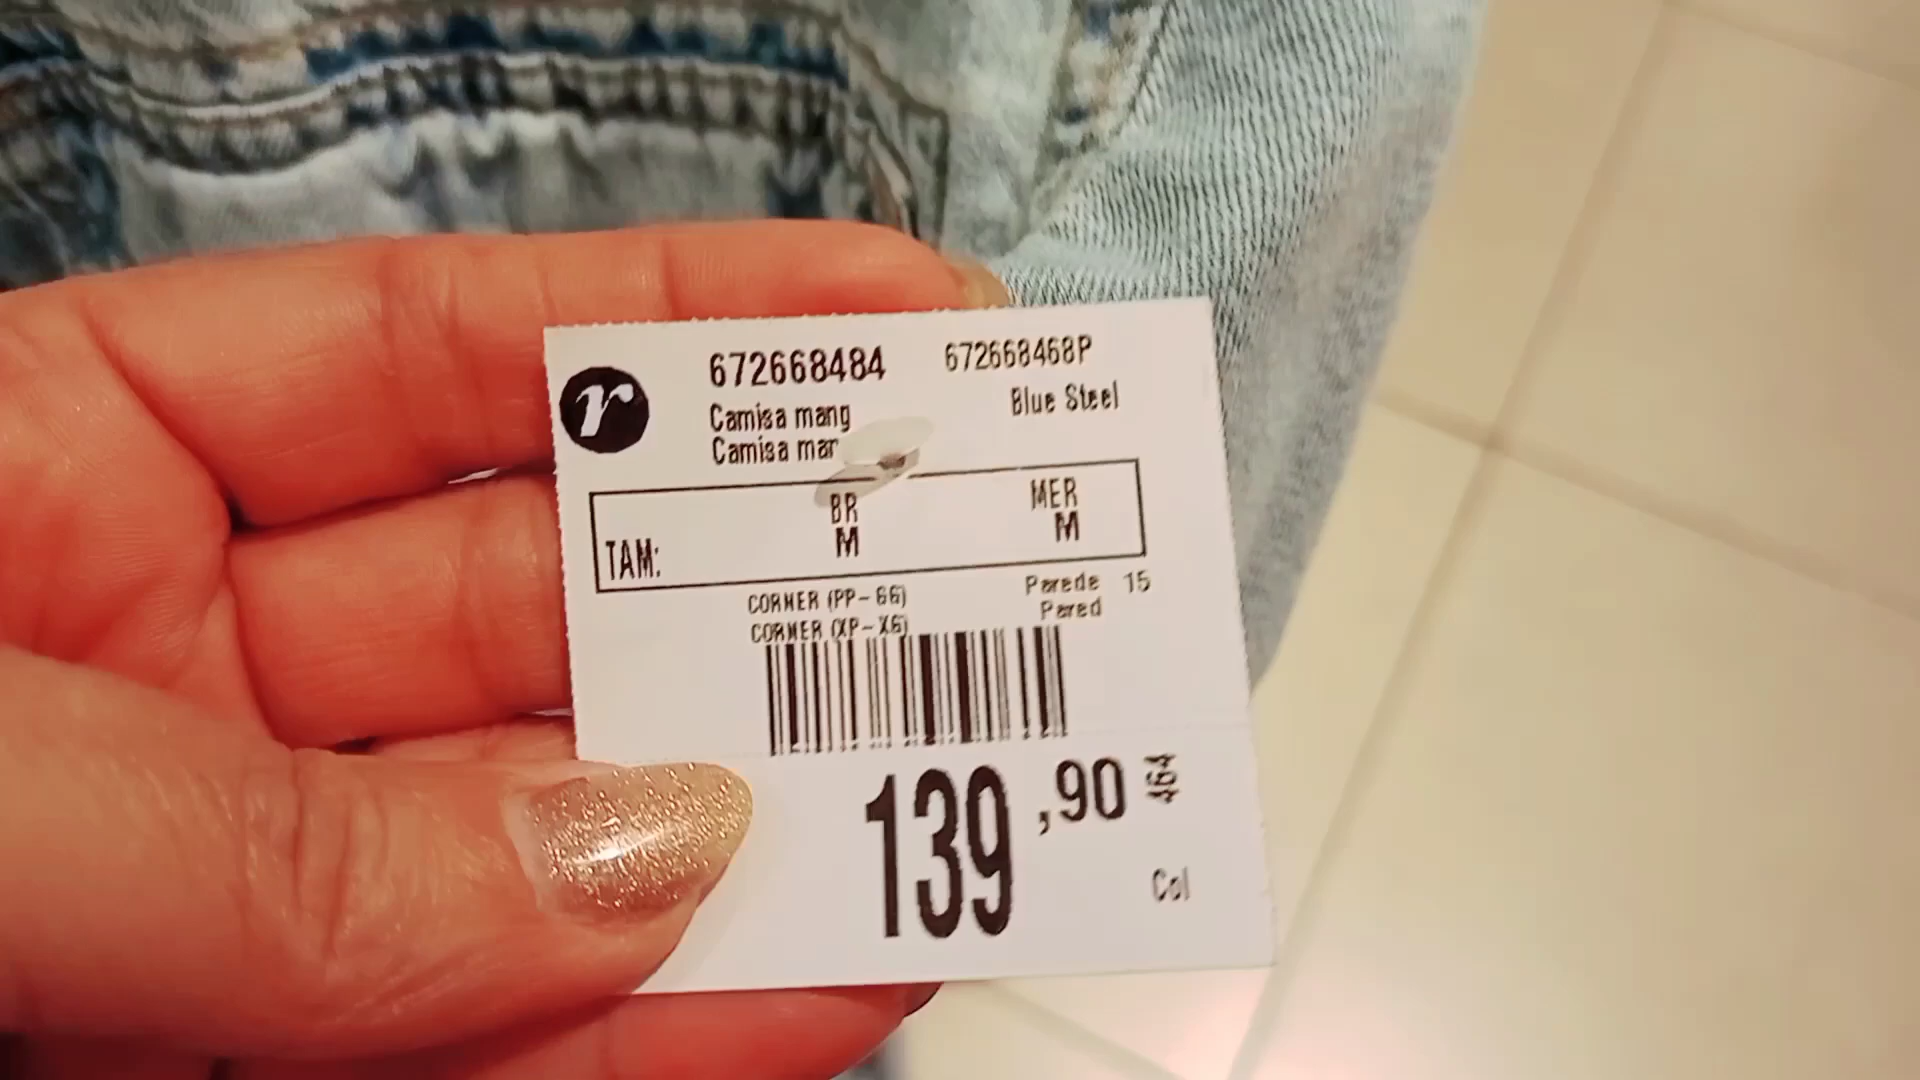 r
672668484 672668468P
Camisa mang Blue Steel
Camisa mar
BR MER
TAM: M M
CORNER (PP-GG) Parede 15
CORNER (XP-XG) Pared
139,90 464
Col